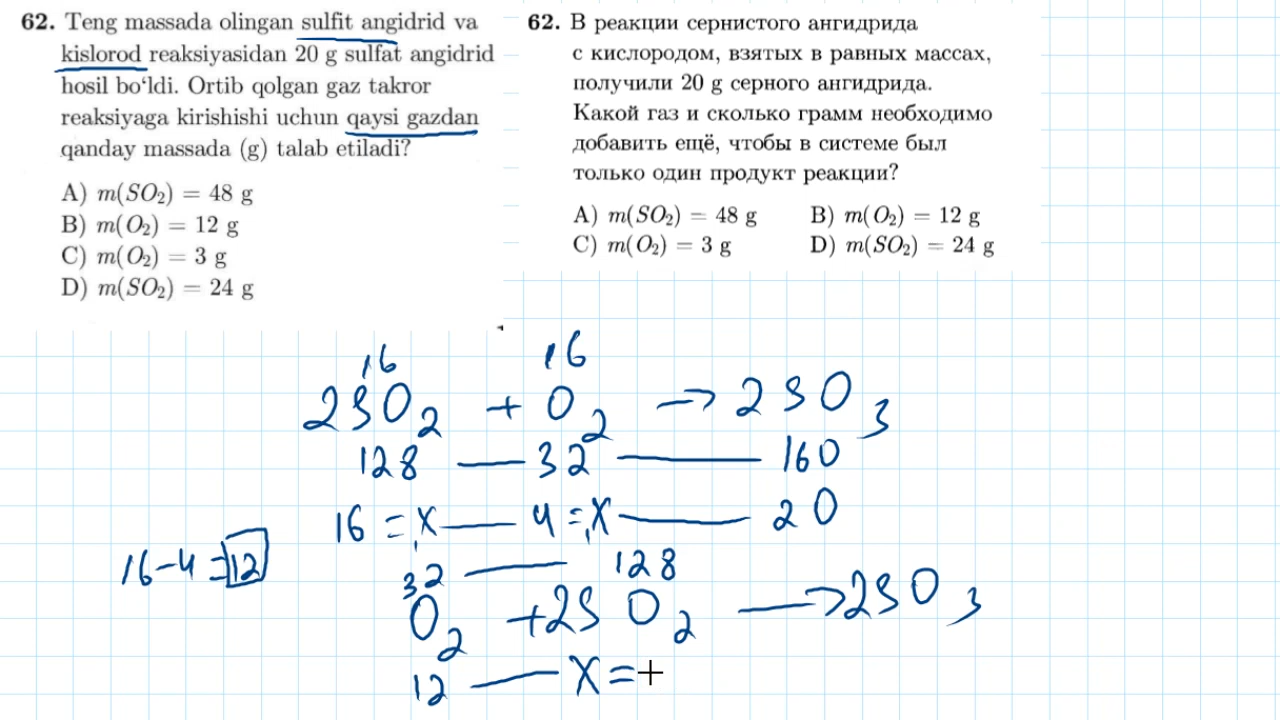 62. Teng massada olingan sulfit angidrid va
kislorod reaksiyasidan 20 g sulfat angidrid
hosil bo‘ldi. Ortib qolgan gaz takror
reaksiyaga kirishishi uchun qaysi gazdan
qanday massada (g) talab etiladi?
A) m(SO₂) = 48 g
B) m(O₂) = 12 g
C) m(O₂) = 3 g
D) m(SO₂) = 24 g
62. В реакции сернистого ангидрида
с кислородом, взятых в равных массах,
получили 20 g серного ангидрида.
Какой газ и сколько грамм необходимо
добавить ещё, чтобы в системе был
только один продукт реакции?
A) m(SO₂) = 48 g B) m(O₂) = 12 g
C) m(O₂) = 3 g D) m(SO₂) = 24 g
16 16
2SO₂ + O₂ → 2SO₃
128 — 32 — 160
16 = x — 4 = x — 20
16-4=12
32 — 128
O₂ + 2SO₂ → 2SO₃
12 — x =